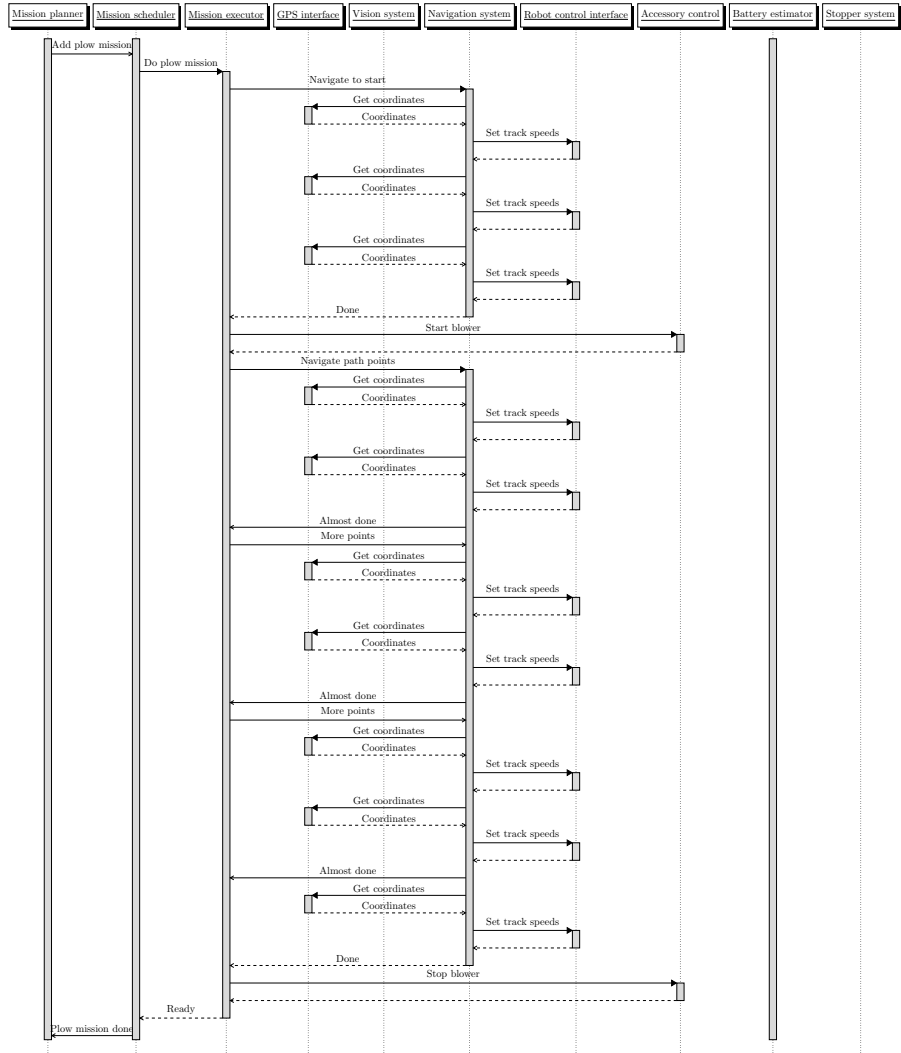 Mission planner
Mission scheduler
Mission executor
GPS interface
Vision system
Navigation system
Robot control interface
Accessory control
Battery estimator
Stopper system
Add plow mission
Do plow mission
Navigate to start
Get coordinates
Coordinates
Set track speeds
Get coordinates
Coordinates
Set track speeds
Get coordinates
Coordinates
Set track speeds
Done
Start blower
Navigate path points
Get coordinates
Coordinates
Set track speeds
Get coordinates
Coordinates
Set track speeds
Almost done
More points
Get coordinates
Coordinates
Set track speeds
Get coordinates
Coordinates
Set track speeds
Almost done
More points
Get coordinates
Coordinates
Set track speeds
Get coordinates
Coordinates
Set track speeds
Almost done
Get coordinates
Coordinates
Set track speeds
Done
Stop blower
Ready
Plow mission done